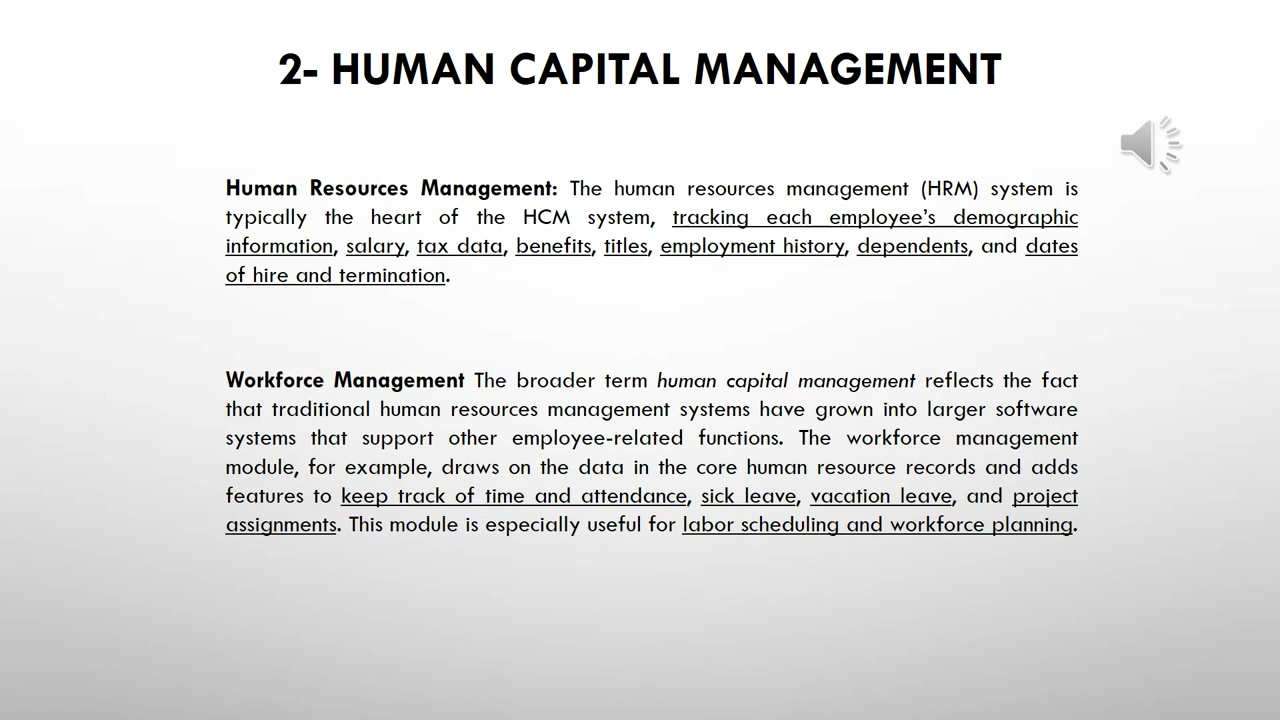 2- HUMAN CAPITAL MANAGEMENT
Human Resources Management: The human resources management (HRM) system is
typically the heart of the HCM system, tracking each employee's demographic
information, salary, tax data, benefits, titles, employment history, dependents, and dates
of hire and termination.
Workforce Management The broader term human capital management reflects the fact
that traditional human resources management systems have grown into larger software
systems that support other employee-related functions. The workforce management
module, for example, draws on the data in the core human resource records and adds
features to keep track of time and attendance, sick leave, vacation leave, and project
assignments. This module is especially useful for labor scheduling and workforce planning.